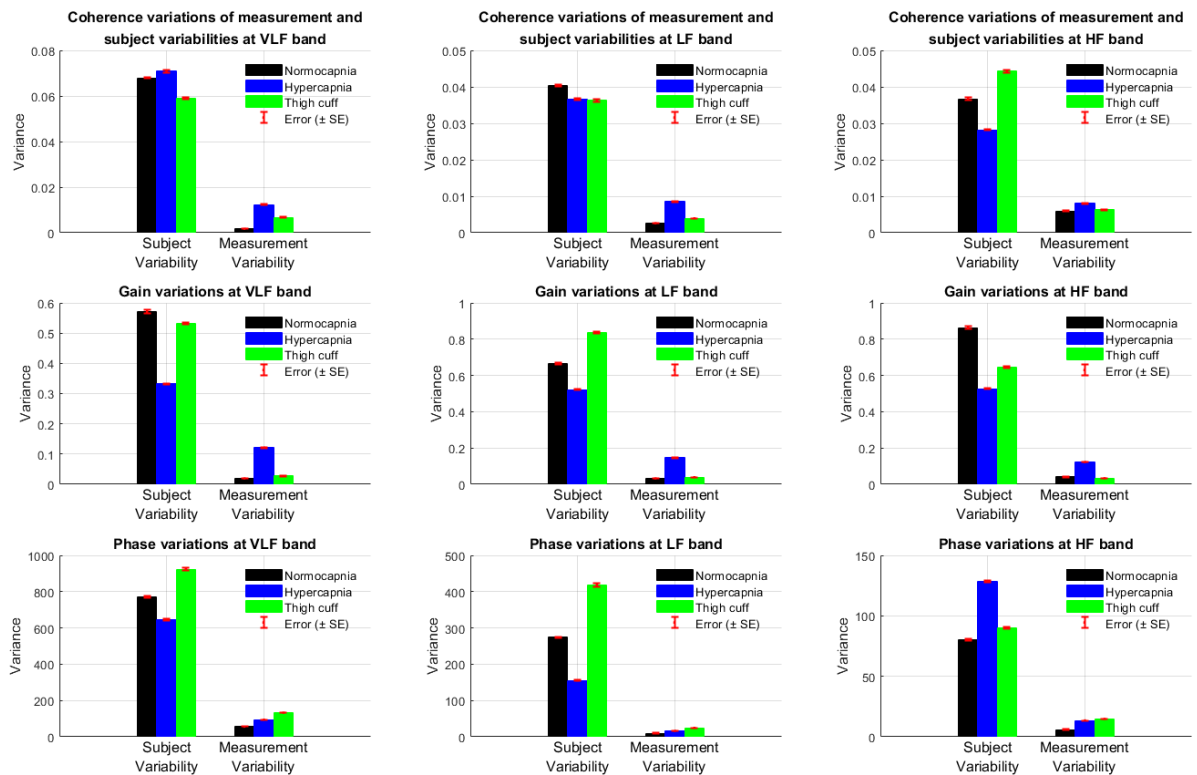 Coherence variations of measurement and
subject variabilities at VLF band
0.08
0.06
0.04
0.02
0
Variance
Normocapnia
Hypercapnia
Thigh cuff
Error (± SE)
Subject
Variability
Measurement
Variability
Coherence variations of measurement and
subject variabilities at LF band
0.05
0.04
0.03
0.02
0.01
0
Variance
Normocapnia
Hypercapnia
Thigh cuff
Error (± SE)
Subject
Variability
Measurement
Variability
Coherence variations of measurement and
subject variabilities at HF band
0.05
0.04
0.03
0.02
0.01
0
Variance
Normocapnia
Hypercapnia
Thigh cuff
Error (± SE)
Subject
Variability
Measurement
Variability
Gain variations at VLF band
0.6
0.5
0.4
0.3
0.2
0.1
0
Variance
Normocapnia
Hypercapnia
Thigh cuff
Error (± SE)
Subject
Variability
Measurement
Variability
Gain variations at LF band
1
0.8
0.6
0.4
0.2
0
Variance
Normocapnia
Hypercapnia
Thigh cuff
Error (± SE)
Subject
Variability
Measurement
Variability
Gain variations at HF band
1
0.8
0.6
0.4
0.2
0
Variance
Normocapnia
Hypercapnia
Thigh cuff
Error (± SE)
Subject
Variability
Measurement
Variability
Phase variations at VLF band
1000
800
600
400
200
0
Variance
Normocapnia
Hypercapnia
Thigh cuff
Error (± SE)
Subject
Variability
Measurement
Variability
Phase variations at LF band
500
400
300
200
100
0
Variance
Normocapnia
Hypercapnia
Thigh cuff
Error (± SE)
Subject
Variability
Measurement
Variability
Phase variations at HF band
150
100
50
0
Variance
Normocapnia
Hypercapnia
Thigh cuff
Error (± SE)
Subject
Variability
Measurement
Variability